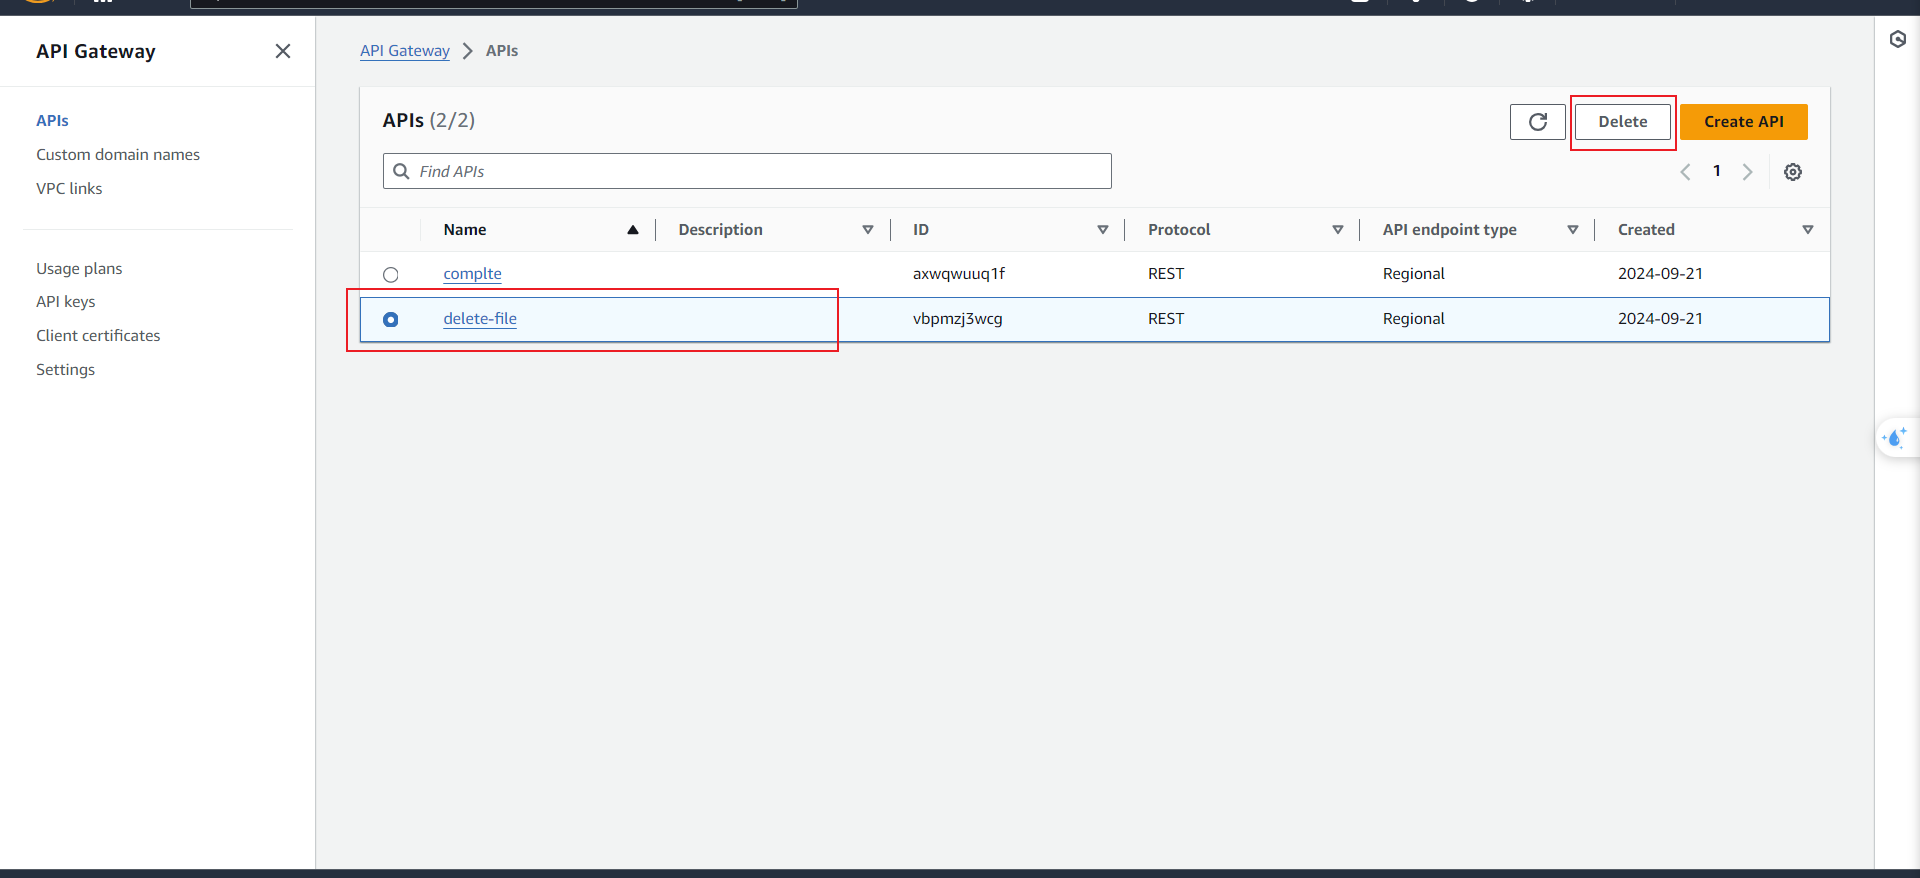 API Gateway
APIs
Custom domain names
VPC links
Usage plans
API keys
Client certificates
Settings
API Gateway > APIs
APIs (2/2)
Delete
Create API
Find APIs
1
Name Description ID Protocol API endpoint type Created
complte axwqwuuq1f REST Regional 2024-09-21
delete-file vbpmzj3wcg REST Regional 2024-09-21